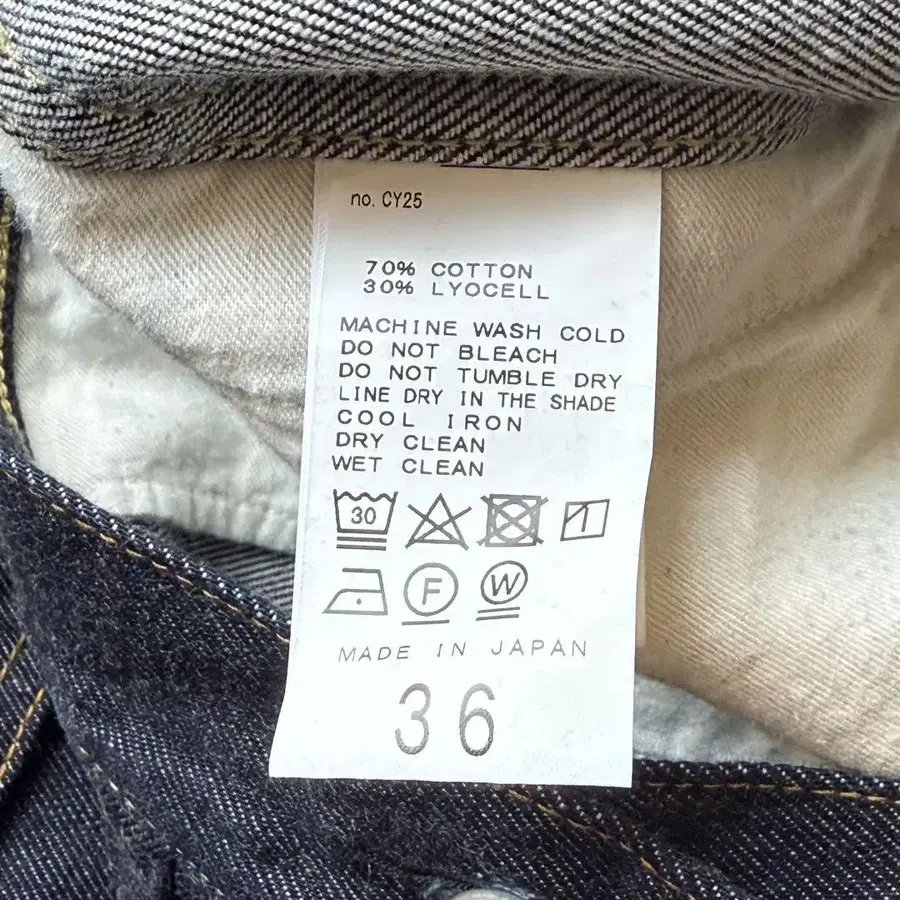 no. CY25
70% COTTON
30% LYOCELL
MACHINE WASH COLD
DO NOT BLEACH
DO NOT TUMBLE DRY
LINE DRY IN THE SHADE
COOL IRON
DRY CLEAN
WET CLEAN
30
F W
MADE IN JAPAN
36